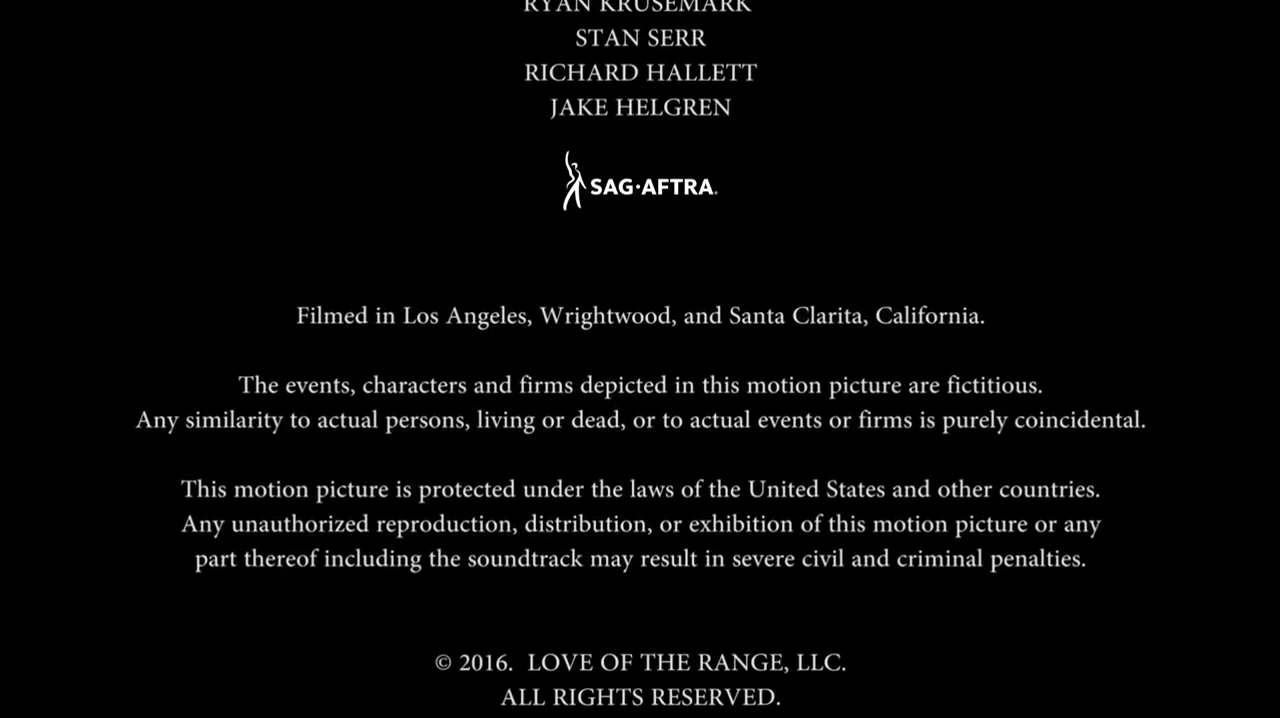 RYAN KRUSEMARK
STAN SERR
RICHARD HALLETT
JAKE HELGREN
SAG·AFTRA
Filmed in Los Angeles, Wrightwood, and Santa Clarita, California.
The events, characters and firms depicted in this motion picture are fictitious.
Any similarity to actual persons, living or dead, or to actual events or firms is purely coincidental.
This motion picture is protected under the laws of the United States and other countries.
Any unauthorized reproduction, distribution, or exhibition of this motion picture or any
part thereof including the soundtrack may result in severe civil and criminal penalties.
© 2016. LOVE OF THE RANGE, LLC.
ALL RIGHTS RESERVED.